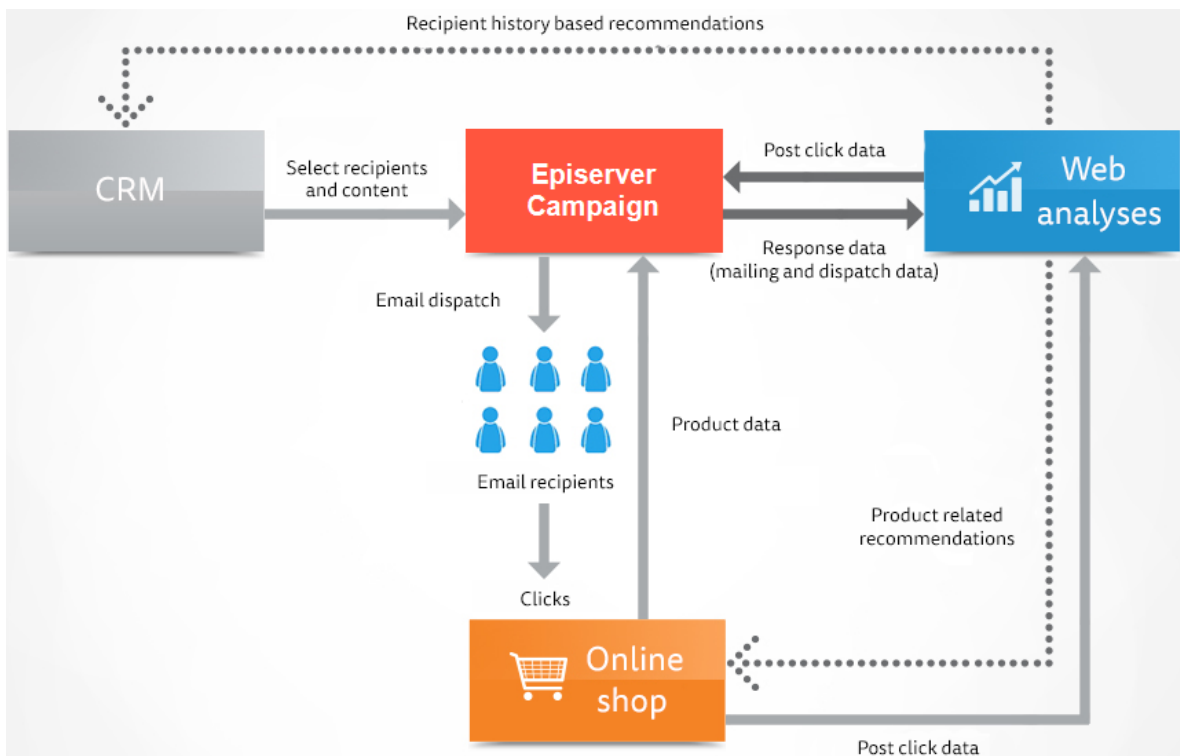 Recipient history based recommendations
CRM
Select recipients
and content
Episerver
Campaign
Post click data
Response data
(mailing and dispatch data)
Web
analyses
Email dispatch
Email recipients
Product data
Product related
recommendations
Clicks
Online
shop
Post click data